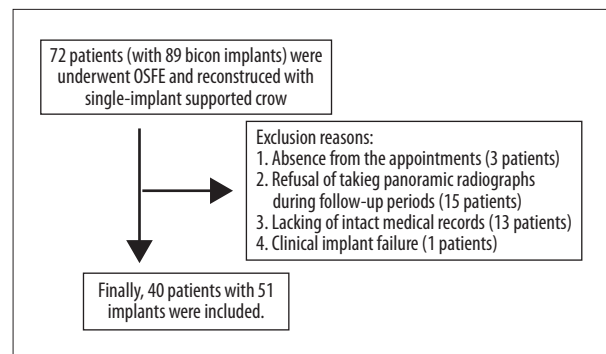 72 patients (with 89 bicon implants) were
underwent OSFE and reconstruced with
single-implant supported crow
Exclusion reasons:
1. Absence from the appointments (3 patients)
2. Refusal of takieg panoramic radiographs
during follow-up periods (15 patients)
3. Lacking of intact medical records (13 patients)
4. Clinical implant failure (1 patients)
Finally, 40 patients with 51
implants were included.